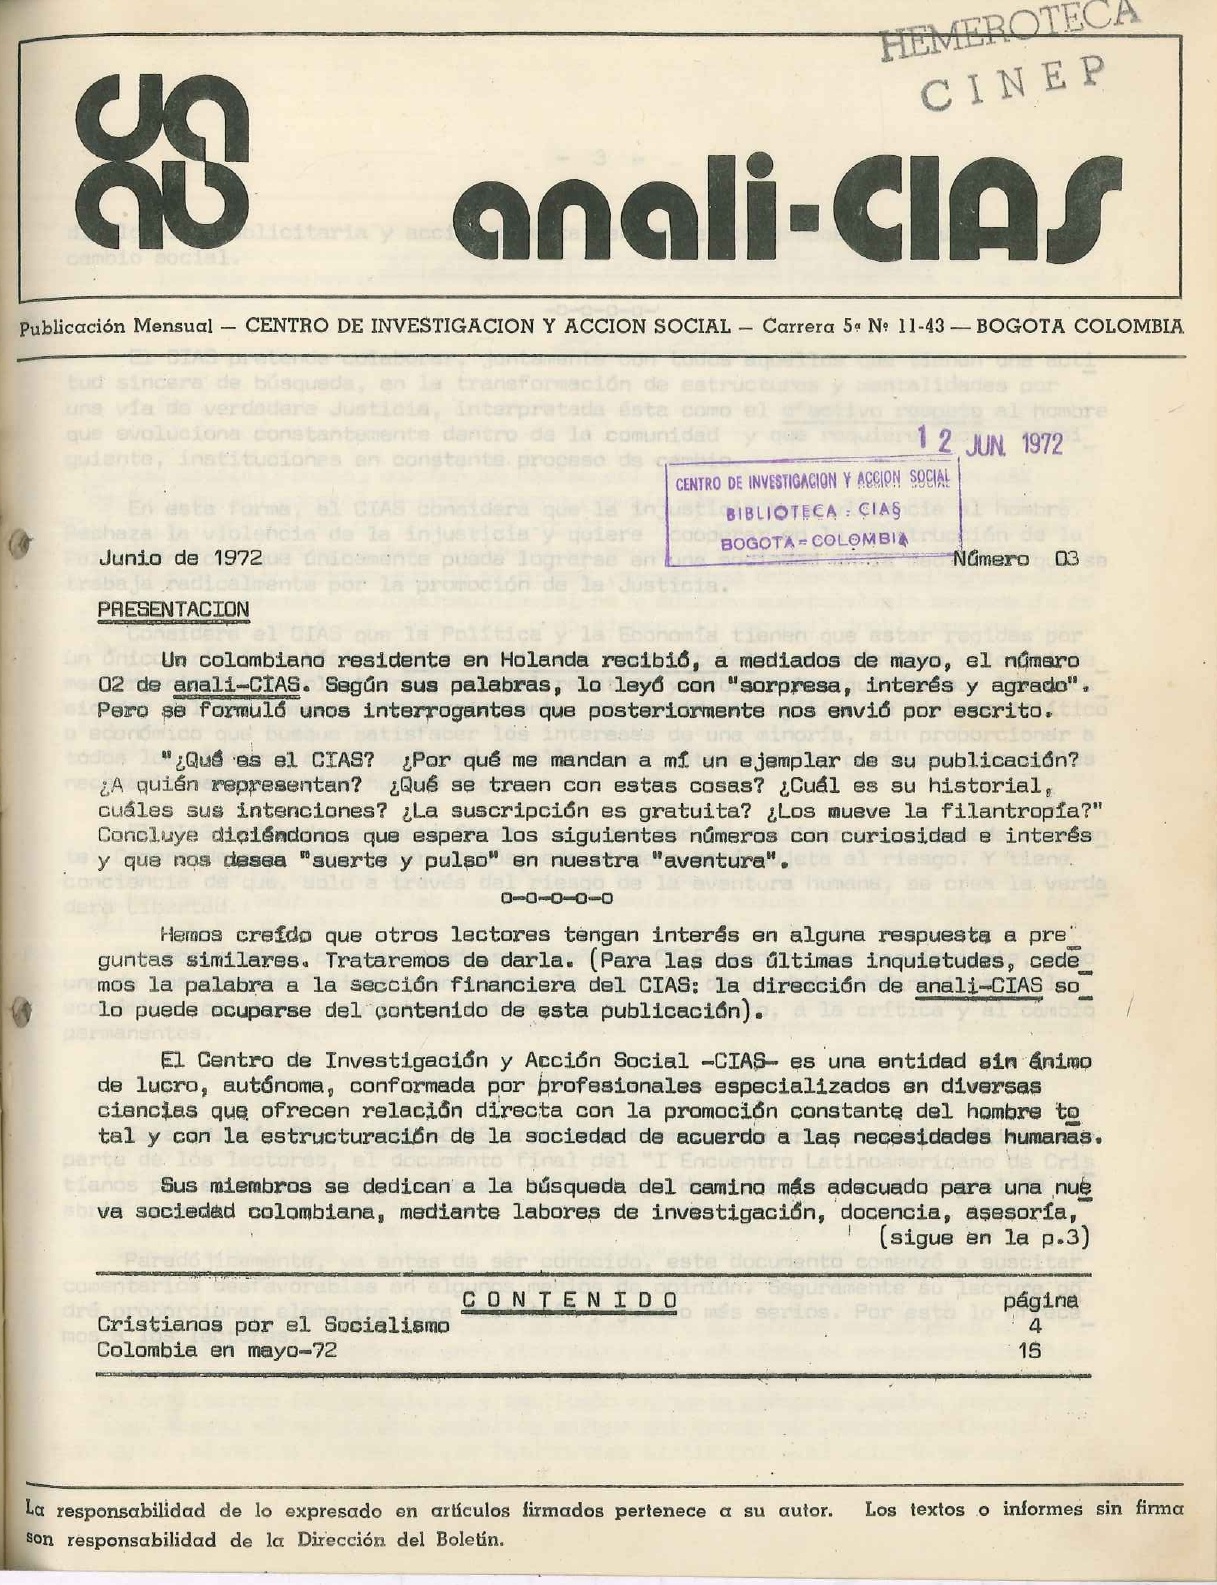 HEMEROTECA
CINEP
anali-CIAS
Publicación Mensual — CENTRO DE INVESTIGACION Y ACCION SOCIAL — Carrera 5ª Nº 11-43 — BOGOTA COLOMBIA
12 JUN. 1972
CENTRO DE INVESTIGACION Y ACCION SOCIAL
BIBLIOTECA - CIAS
BOGOTA - COLOMBIA
Junio de 1972 Número 03
PRESENTACION
Un colombiano residente en Holanda recibió, a mediados de mayo, el número
02 de anali-CIAS. Según sus palabras, lo leyó con "sorpresa, interés y agrado".
Pero se formuló unos interrogantes que posteriormente nos envió por escrito.
"¿Qué es el CIAS? ¿Por qué me mandan a mí un ejemplar de su publicación?
¿A quién representan? ¿Qué se traen con estas cosas? ¿Cuál es su historial,
cuáles sus intenciones? ¿La suscripción es gratuita? ¿Los mueve la filantropía?"
Concluye diciéndonos que espera los siguientes números con curiosidad e interés
y que nos desea "suerte y pulso" en nuestra "aventura".
o-o-o-o-o
Hemos creído que otros lectores tengan interés en alguna respuesta a pre_
guntas similares. Trataremos de darla. (Para las dos últimas inquietudes, cede_
mos la palabra a la sección financiera del CIAS: la dirección de anali-CIAS so_
lo puede ocuparse del contenido de esta publicación).
El Centro de Investigación y Acción Social -CIAS- es una entidad sin ánimo
de lucro, autónoma, conformada por profesionales especializados en diversas
ciencias que ofrecen relación directa con la promoción constante del hombre to
tal y con la estructuración de la sociedad de acuerdo a las necesidades humanas.
Sus miembros se dedican a la búsqueda del camino más adecuado para una nue
va sociedad colombiana, mediante labores de investigación, docencia, asesoría,
(sigue en la p.3)
CONTENIDO página
Cristianos por el Socialismo 4
Colombia en mayo-72 16
La responsabilidad de lo expresado en artículos firmados pertenece a su autor. Los textos o informes sin firma
son responsabilidad de la Dirección del Boletín.